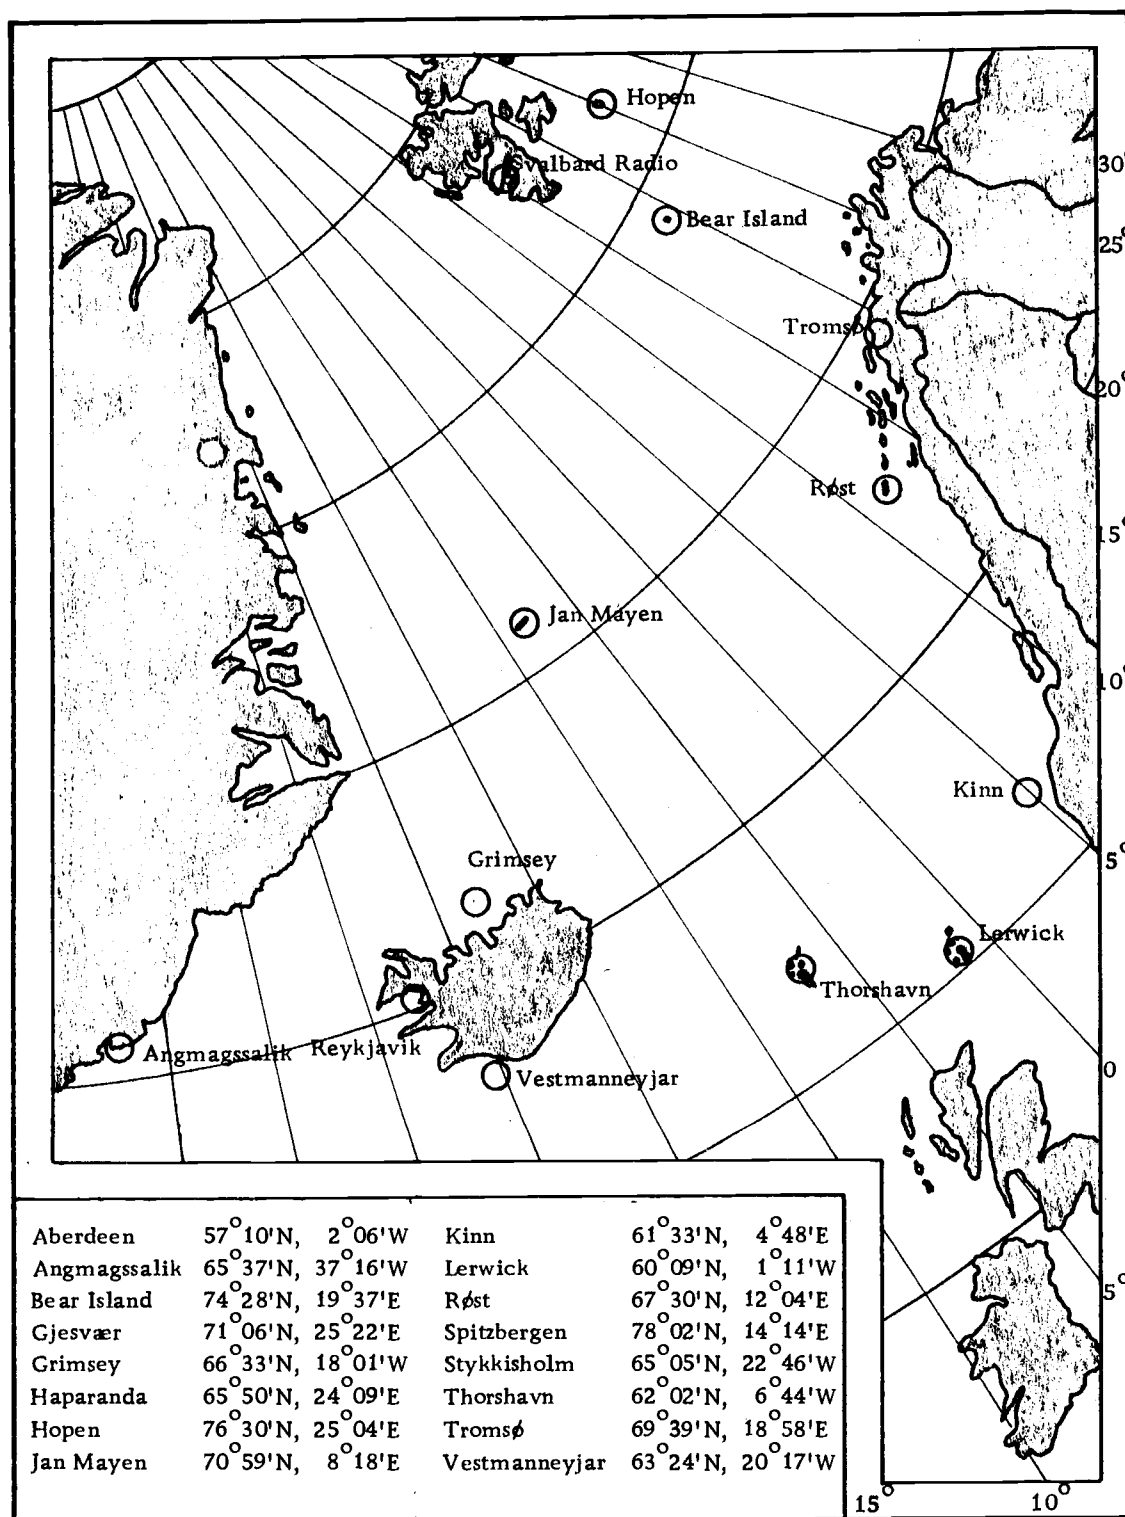 Hopen
Svalbard Radio
30°
Bear Island
25°
Tromsø
20°
Røst
15°
Jan Mayen
10°
Kinn
5°
Grimsey
Lerwick
Thorshavn
Angmagssalik Reykjavik
0
Vestmanneyjar
5°
15° 10°
Aberdeen 57°10'N, 2°06'W Kinn 61°33'N, 4°48'E
Angmagssalik 65°37'N, 37°16'W Lerwick 60°09'N, 1°11'W
Bear Island 74°28'N, 19°37'E Røst 67°30'N, 12°04'E
Gjesvær 71°06'N, 25°22'E Spitzbergen 78°02'N, 14°14'E
Grimsey 66°33'N, 18°01'W Stykkisholm 65°05'N, 22°46'W
Haparanda 65°50'N, 24°09'E Thorshavn 62°02'N, 6°44'W
Hopen 76°30'N, 25°04'E Tromsø 69°39'N, 18°58'E
Jan Mayen 70°59'N, 8°18'E Vestmanneyjar 63°24'N, 20°17'W